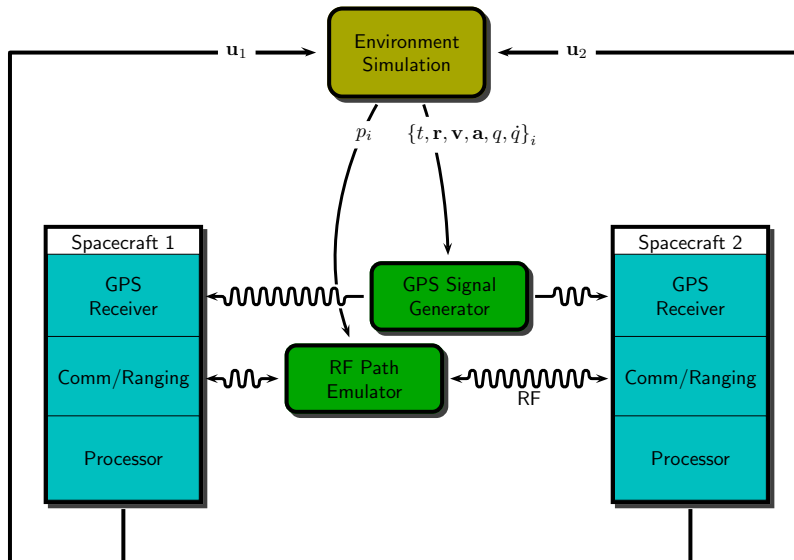 Environment
Simulation
u₁
u₂
pᵢ
{t, r, v, a, q, q̇}ᵢ
Spacecraft 1
GPS
Receiver
Comm/Ranging
Processor
GPS Signal
Generator
RF Path
Emulator
RF
Spacecraft 2
GPS
Receiver
Comm/Ranging
Processor